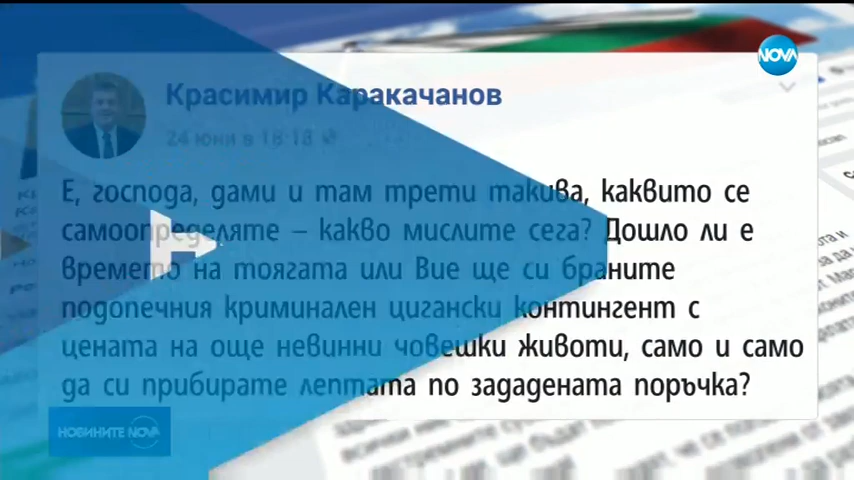 NOVA
Красимир Каракачанов
24 юни в 18:18
Е, господа, дами и там трети такива, каквито се
самоопределяте – какво мислите сега? Дошло ли е
времето на тоягата или Вие ще си браните
подопечния криминален цигански контингент с
цената на още невинни човешки животи, само и само
да си прибирате лептата по зададената поръчка?
НОВИНИТЕ NOVA